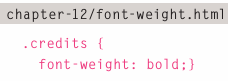 chapter-12/font-weight.html
.credits {
  font-weight: bold;}